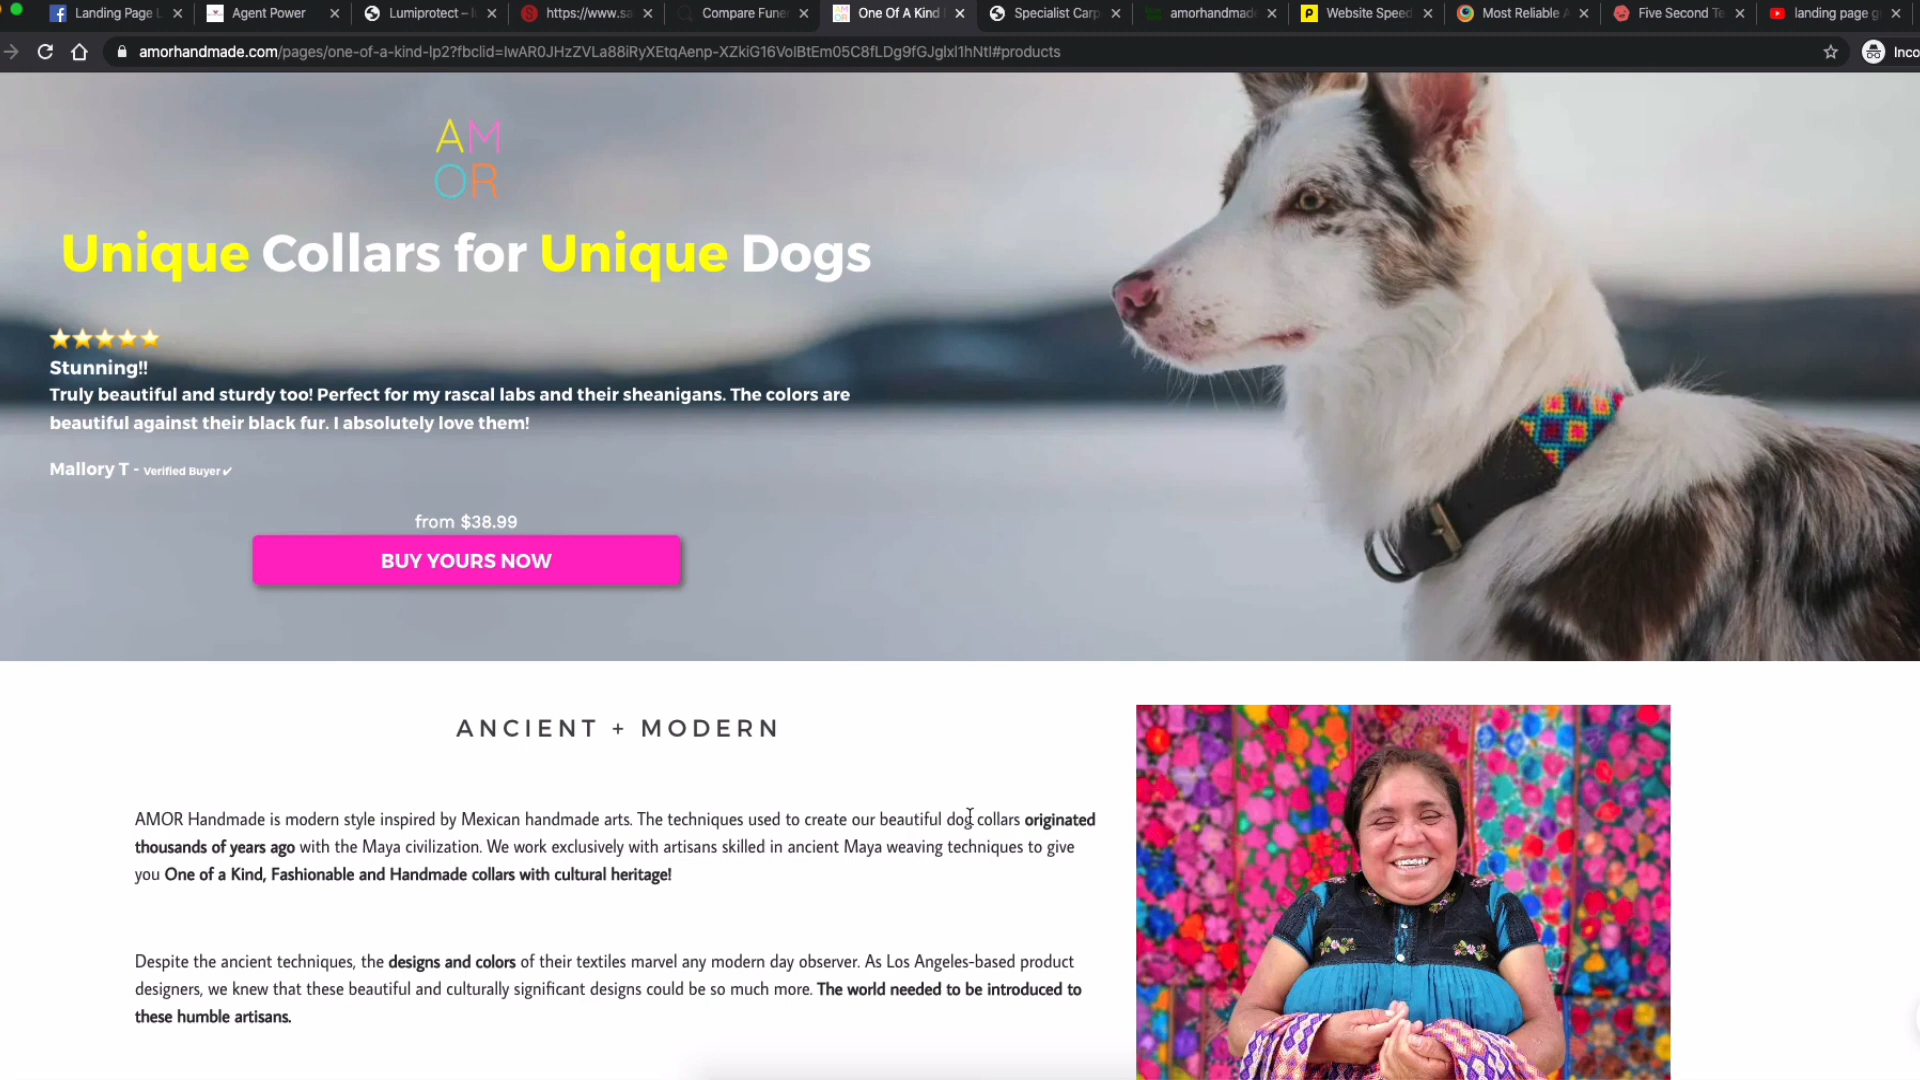 Landing Page L
Agent Power
Lumiprotect – I
https://www.sa
Compare Fune
One Of A Kind
Specialist Carp
amorhandmad
Website Speed
Most Reliable A
Five Second Te
landing page g
amorhandmade.com/pages/one-of-a-kind-lp2?fbclid=IwAR0JHzZVLa88iRyXEtqAenp-XZkiG16VolBtEm05C8fLDg9fGJglxl1hNtI#products
Inco
AM
OR
Unique Collars for Unique Dogs
Stunning!!
Truly beautiful and sturdy too! Perfect for my rascal labs and their sheanigans. The colors are
beautiful against their black fur. I absolutely love them!
Mallory T - Verified Buyer ✔
from $38.99
BUY YOURS NOW
ANCIENT + MODERN
AMOR Handmade is modern style inspired by Mexican handmade arts. The techniques used to create our beautiful dog collars originated
thousands of years ago with the Maya civilization. We work exclusively with artisans skilled in ancient Maya weaving techniques to give
you One of a Kind, Fashionable and Handmade collars with cultural heritage!
Despite the ancient techniques, the designs and colors of their textiles marvel any modern day observer. As Los Angeles-based product
designers, we knew that these beautiful and culturally significant designs could be so much more. The world needed to be introduced to
these humble artisans.